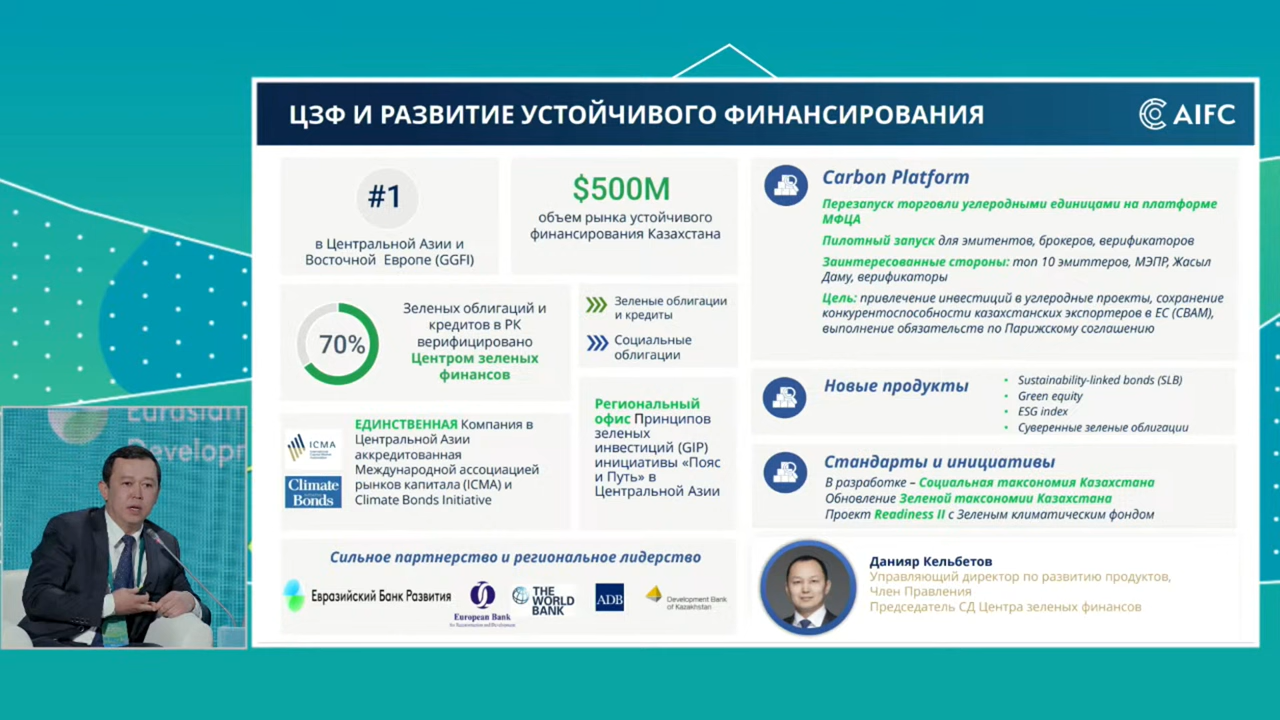 ЦЗФ И РАЗВИТИЕ УСТОЙЧИВОГО ФИНАНСИРОВАНИЯ
AIFC
#1
в Центральной Азии и
Восточной Европе (GGFI)
$500M
объем рынка устойчивого
финансирования Казахстана
70%
Зеленых облигаций и
кредитов в РК
верифицировано
Центром зеленых
финансов
Зеленые облигации
и кредиты
Социальные
облигации
ICMA
Climate
Bonds
ЕДИНСТВЕННАЯ Компания в
Центральной Азии
аккредитованная
Международной ассоциацией
рынков капитала (ICMA) и
Climate Bonds Initiative
Региональный
офис Принципов
зеленых
инвестиций (GIP)
инициативы «Пояс
и Путь» в
Центральной Азии
Сильное партнерство и региональное лидерство
Евразийский Банк Развития
European Bank
THE
WORLD
BANK
ADB
Development Bank
of Kazakhstan
Carbon Platform
Перезапуск торговли углеродными единицами на платформе
МФЦА
Пилотный запуск для эмитентов, брокеров, верификаторов
Заинтересованные стороны: топ 10 эмиттеров, МЭПР, Жасыл
Даму, верификаторы
Цель: привлечение инвестиций в углеродные проекты, сохранение
конкурентоспособности казахстанских экспортеров в ЕС (CBAM),
выполнение обязательств по Парижскому соглашению
Новые продукты
• Sustainability-linked bonds (SLB)
• Green equity
• ESG index
• Суверенные зеленые облигации
Стандарты и инициативы
В разработке – Социальная таксономия Казахстана
Обновление Зеленой таксономии Казахстана
Проект Readiness II с Зеленым климатическим фондом
Данияр Кельбетов
Управляющий директор по развитию продуктов,
Член Правления
Председатель СД Центра зеленых финансов
Eurasian
Developm